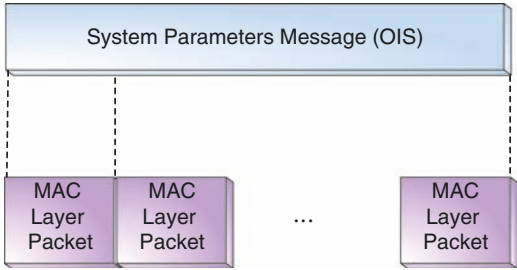 System Parameters Message (OIS)
MAC
Layer
Packet
MAC
Layer
Packet
...
MAC
Layer
Packet